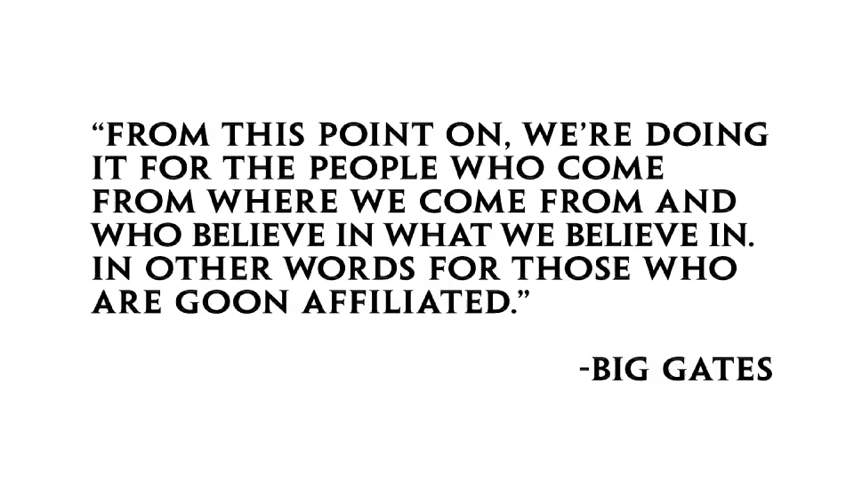 “FROM THIS POINT ON, WE’RE DOING
IT FOR THE PEOPLE WHO COME
FROM WHERE WE COME FROM AND
WHO BELIEVE IN WHAT WE BELIEVE IN.
IN OTHER WORDS FOR THOSE WHO
ARE GOON AFFILIATED.”
-BIG GATES